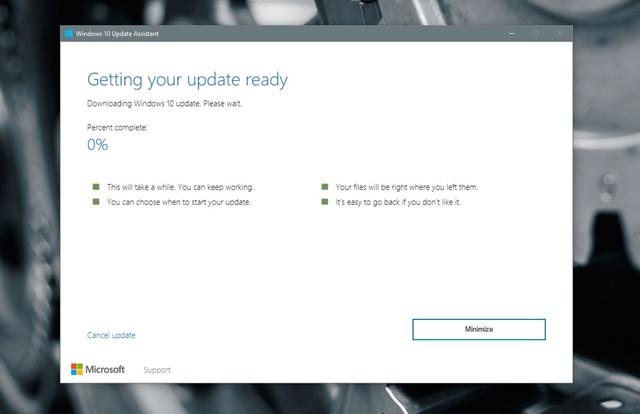 Windows 10 Update Assistant
Getting your update ready
Downloading Windows 10 update. Please wait.
Percent complete:
0%
This will take a while. You can keep working.
You can choose when to start your update.
Your files will be right where you left them.
It's easy to go back if you don't like it.
Cancel update
Minimize
Microsoft
Support